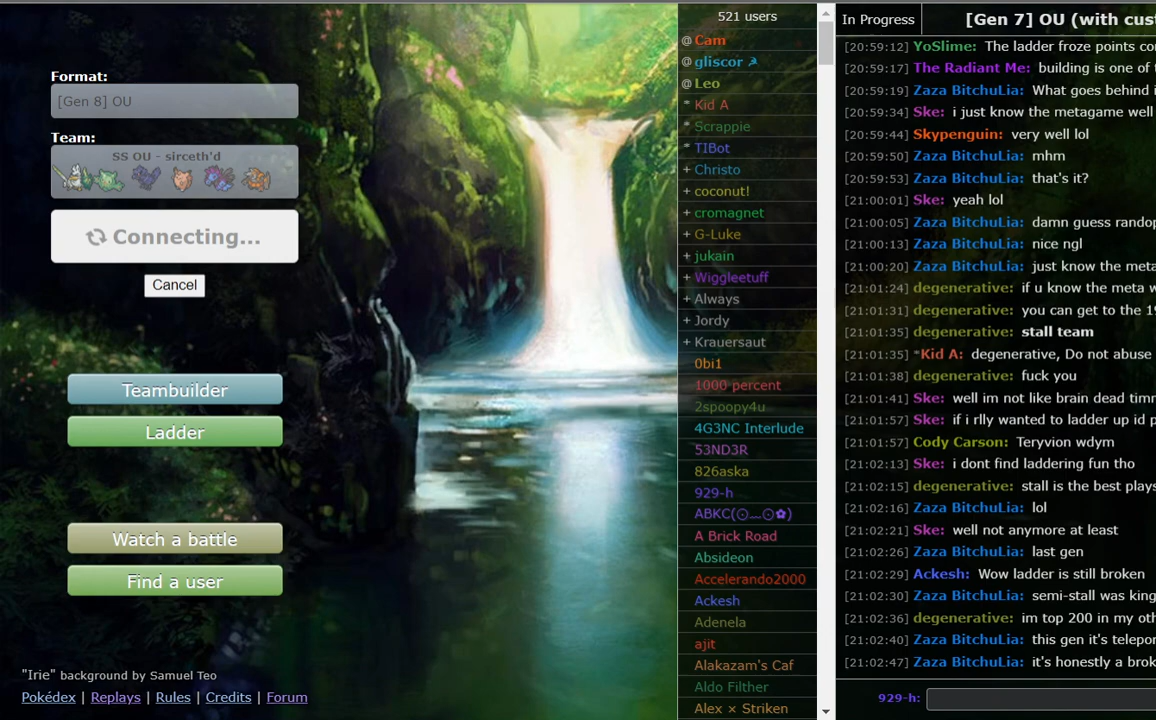 Format:
[Gen 8] OU
Team:
SS OU - sirceth'd
Connecting...
Cancel
Teambuilder
Ladder
Watch a battle
Find a user
"Irie" background by Samuel Teo
Pokédex | Replays | Rules | Credits | Forum
521 users
@ Cam
@ gliscor ☭
@ Leo
* Kid A
* Scrappie
* TIBot
+ Christo
+ coconut!
+ cromagnet
+ G-Luke
+ jukain
+ Wiggleetuff
+ Always
+ Jordy
+ Krauersaut
0bi1
1000 percent
2spoopy4u
4G3NC Interlude
53ND3R
826aska
929-h
ABKC(⊙﹏⊙✿)
A Brick Road
Absideon
Accelerando2000
Ackesh
Adenela
ajit
Alakazam's Caf
Aldo Filther
Alex × Striken
In Progress
[Gen 7] OU (with cust
[20:59:12] YoSlime: The ladder froze points co
[20:59:17] The Radiant Me: building is one of t
[20:59:19] Zaza BitchuLia: What goes behind i
[20:59:34] Ske: i just know the metagame well
[20:59:44] Skypenguin: very well lol
[20:59:50] Zaza BitchuLia: mhm
[20:59:53] Zaza BitchuLia: that's it?
[21:00:01] Ske: yeah lol
[21:00:05] Zaza BitchuLia: damn guess randop
[21:00:13] Zaza BitchuLia: nice ngl
[21:00:20] Zaza BitchuLia: just know the meta
[21:01:24] degenerative: if u know the meta w
[21:01:31] degenerative: you can get to the 19
[21:01:35] degenerative: stall team
[21:01:35] *Kid A: degenerative, Do not abuse
[21:01:38] degenerative: fuck you
[21:01:41] Ske: well im not like brain dead timr
[21:01:57] Ske: if i rlly wanted to ladder up id p
[21:01:57] Cody Carson: Teryvion wdym
[21:02:13] Ske: i dont find laddering fun tho
[21:02:15] degenerative: stall is the best plays
[21:02:16] Zaza BitchuLia: lol
[21:02:21] Ske: well not anymore at least
[21:02:26] Zaza BitchuLia: last gen
[21:02:29] Ackesh: Wow ladder is still broken
[21:02:30] Zaza BitchuLia: semi-stall was king
[21:02:36] degenerative: im top 200 in my oth
[21:02:40] Zaza BitchuLia: this gen it's telepor
[21:02:47] Zaza BitchuLia: it's honestly a brok
929-h: